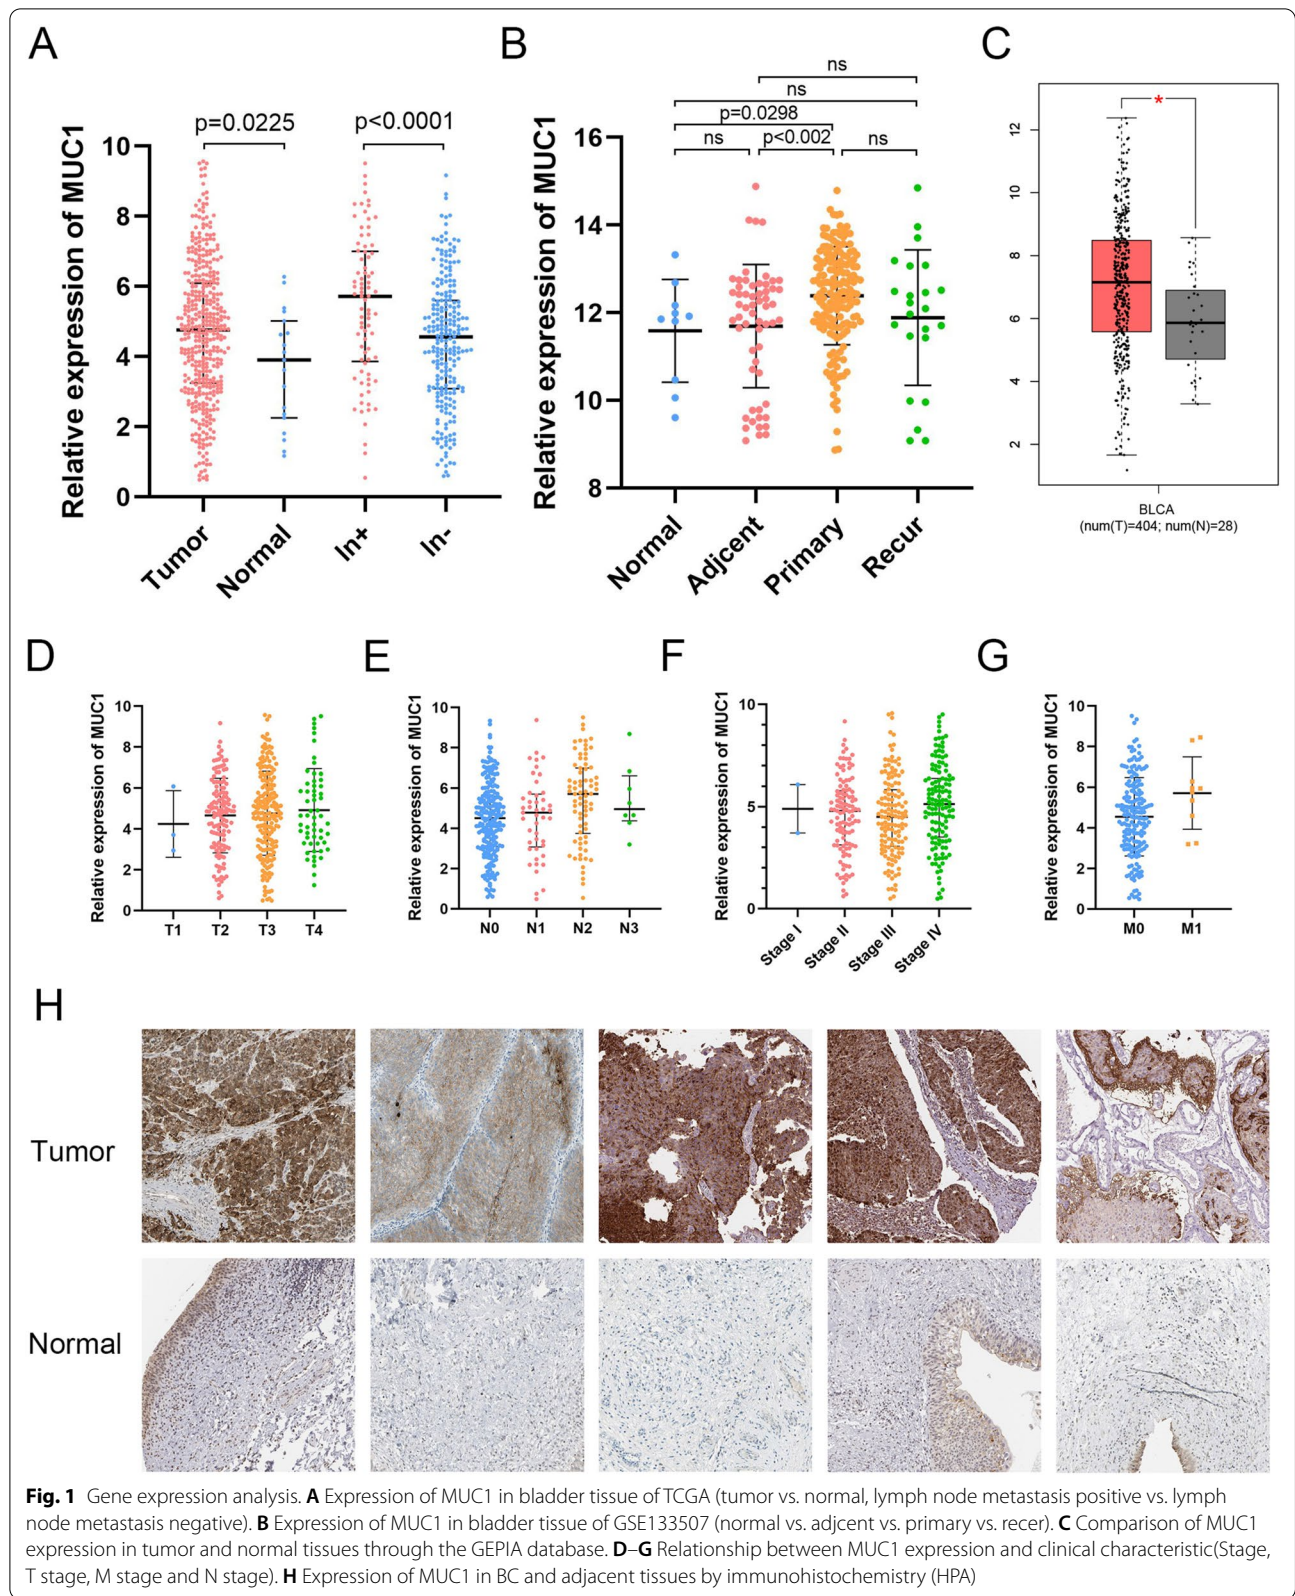 A
B
C
p=0.0225
p<0.0001
Relative expression of MUC1
10
8
6
4
2
0
Tumor
Normal
ln+
ln-
ns
ns
p=0.0298
ns
p<0.002
ns
Relative expression of MUC1
16
14
12
10
8
Normal
Adjcent
Primary
Recur
*
12
10
8
6
4
2
BLCA
(num(T)=404; num(N)=28)
D
E
F
G
Relative expression of MUC1
10
8
6
4
2
0
T1
T2
T3
T4
Relative expression of MUC1
10
8
6
4
2
0
N0
N1
N2
N3
Relative expression of MUC1
10
5
0
Stage I
Stage II
Stage III
Stage IV
Relative expression of MUC1
10
8
6
4
2
0
M0
M1
H
Tumor
Normal
Fig. 1 Gene expression analysis. A Expression of MUC1 in bladder tissue of TCGA (tumor vs. normal, lymph node metastasis positive vs. lymph
node metastasis negative). B Expression of MUC1 in bladder tissue of GSE133507 (normal vs. adjcent vs. primary vs. recer). C Comparison of MUC1
expression in tumor and normal tissues through the GEPIA database. D–G Relationship between MUC1 expression and clinical characteristic(Stage,
T stage, M stage and N stage). H Expression of MUC1 in BC and adjacent tissues by immunohistochemistry (HPA)